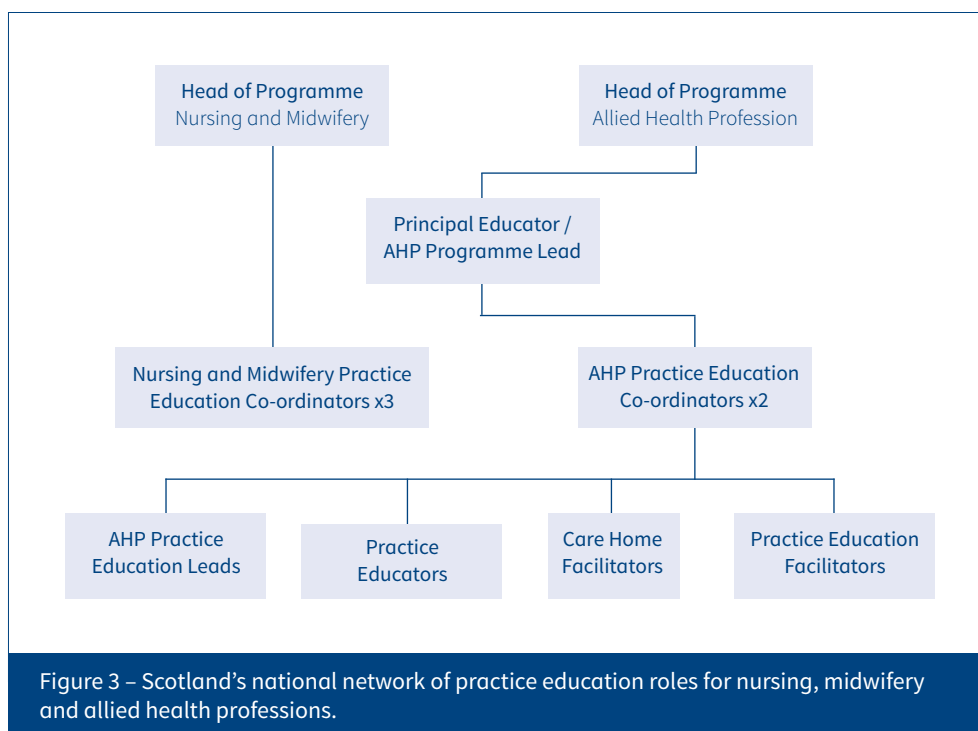 Head of Programme
Nursing and Midwifery
Head of Programme
Allied Health Profession
Principal Educator /
AHP Programme Lead
Nursing and Midwifery Practice
Education Co-ordinators x3
AHP Practice Education
Co-ordinators x2
AHP Practice
Education Leads
Practice
Educators
Care Home
Facilitators
Practice Education
Facilitators
Figure 3 – Scotland’s national network of practice education roles for nursing, midwifery
and allied health professions.